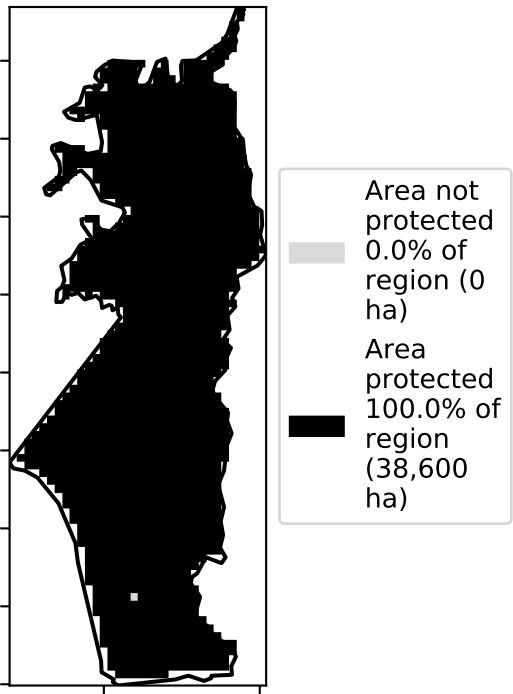 Area not
protected
0.0% of
region (0
ha)
Area
protected
100.0% of
region
(38,600
ha)